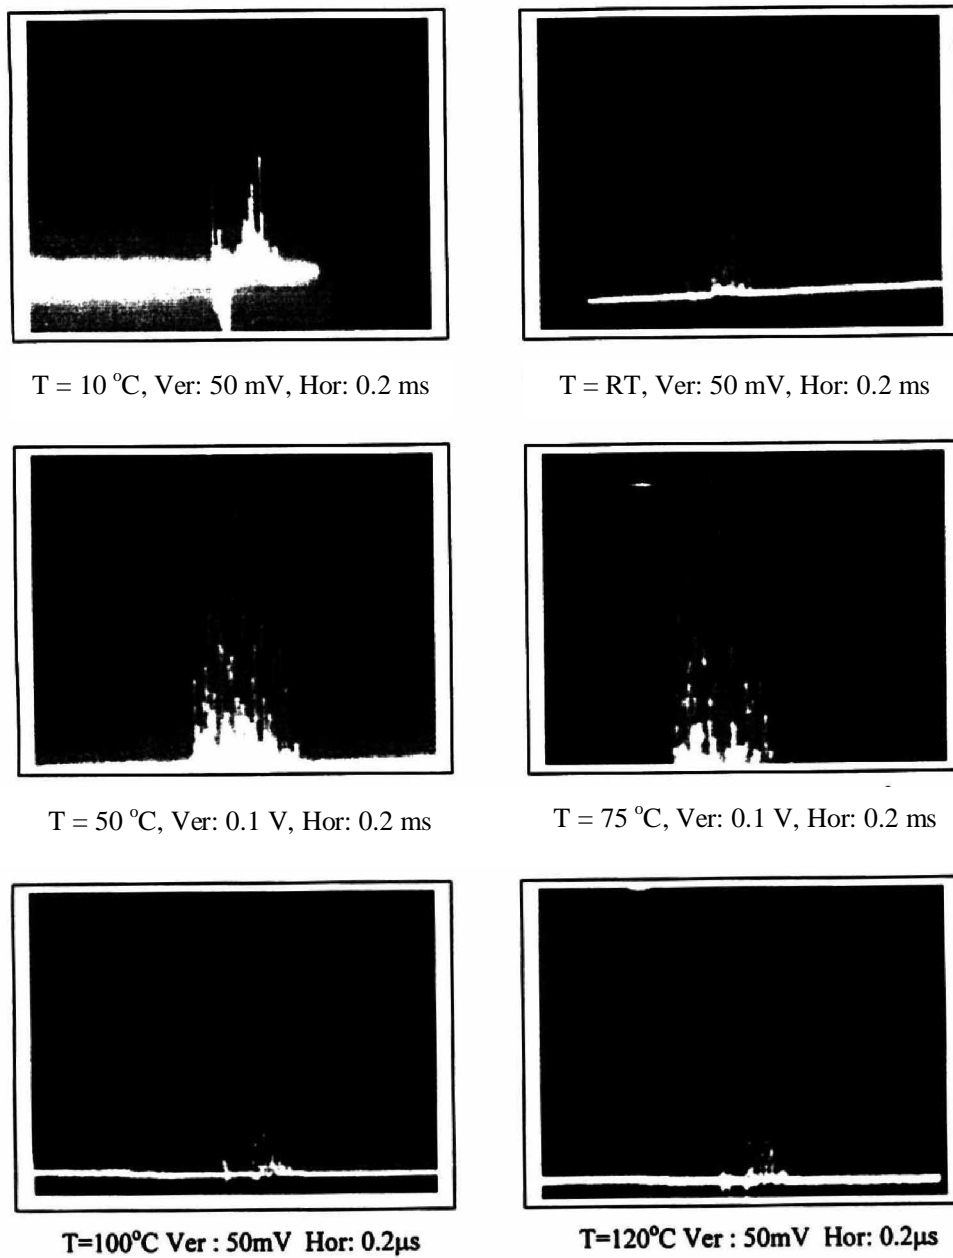 T = 10 °C, Ver: 50 mV, Hor: 0.2 ms
T = RT, Ver: 50 mV, Hor: 0.2 ms
T = 50 °C, Ver: 0.1 V, Hor: 0.2 ms
T = 75 °C, Ver: 0.1 V, Hor: 0.2 ms
T=100°C Ver : 50mV Hor: 0.2μs
T=120°C Ver : 50mV Hor: 0.2μs